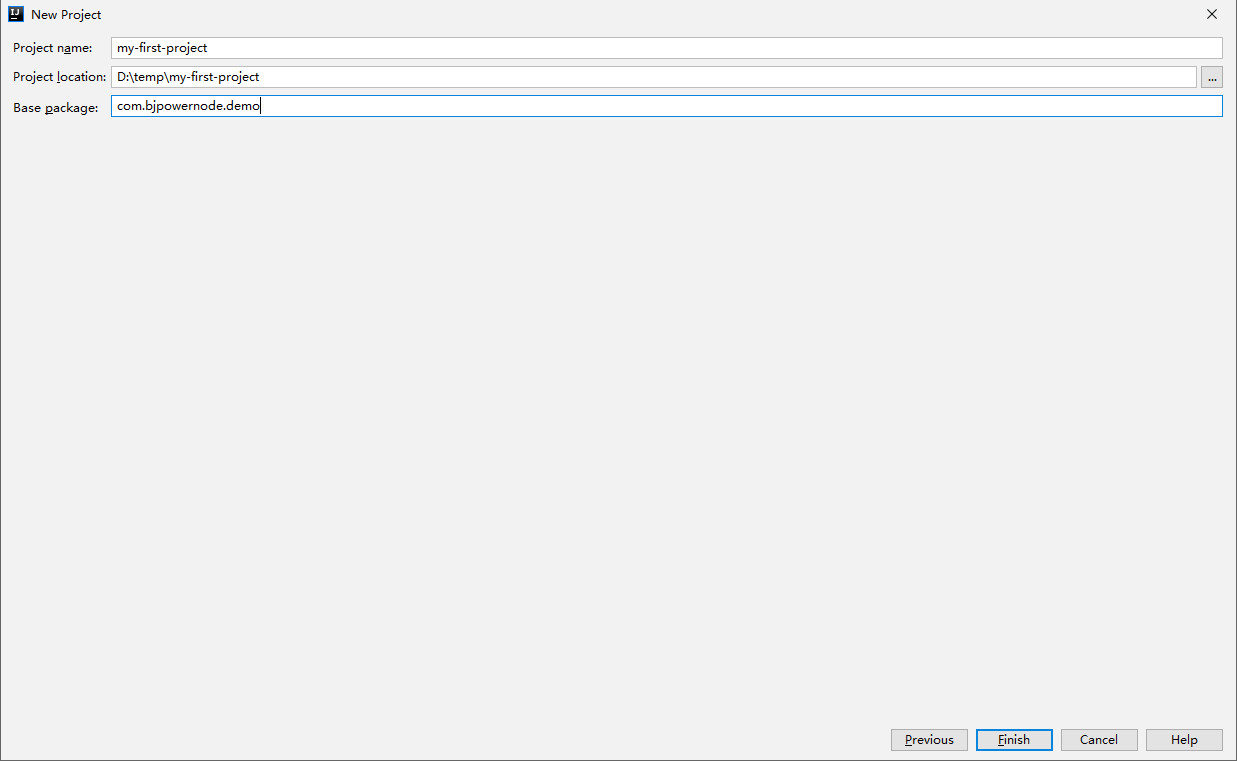 IJ New Project
Project name: my-first-project
Project location: D:\temp\my-first-project ...
Base package: com.bjpowernode.demo
Previous Finish Cancel Help